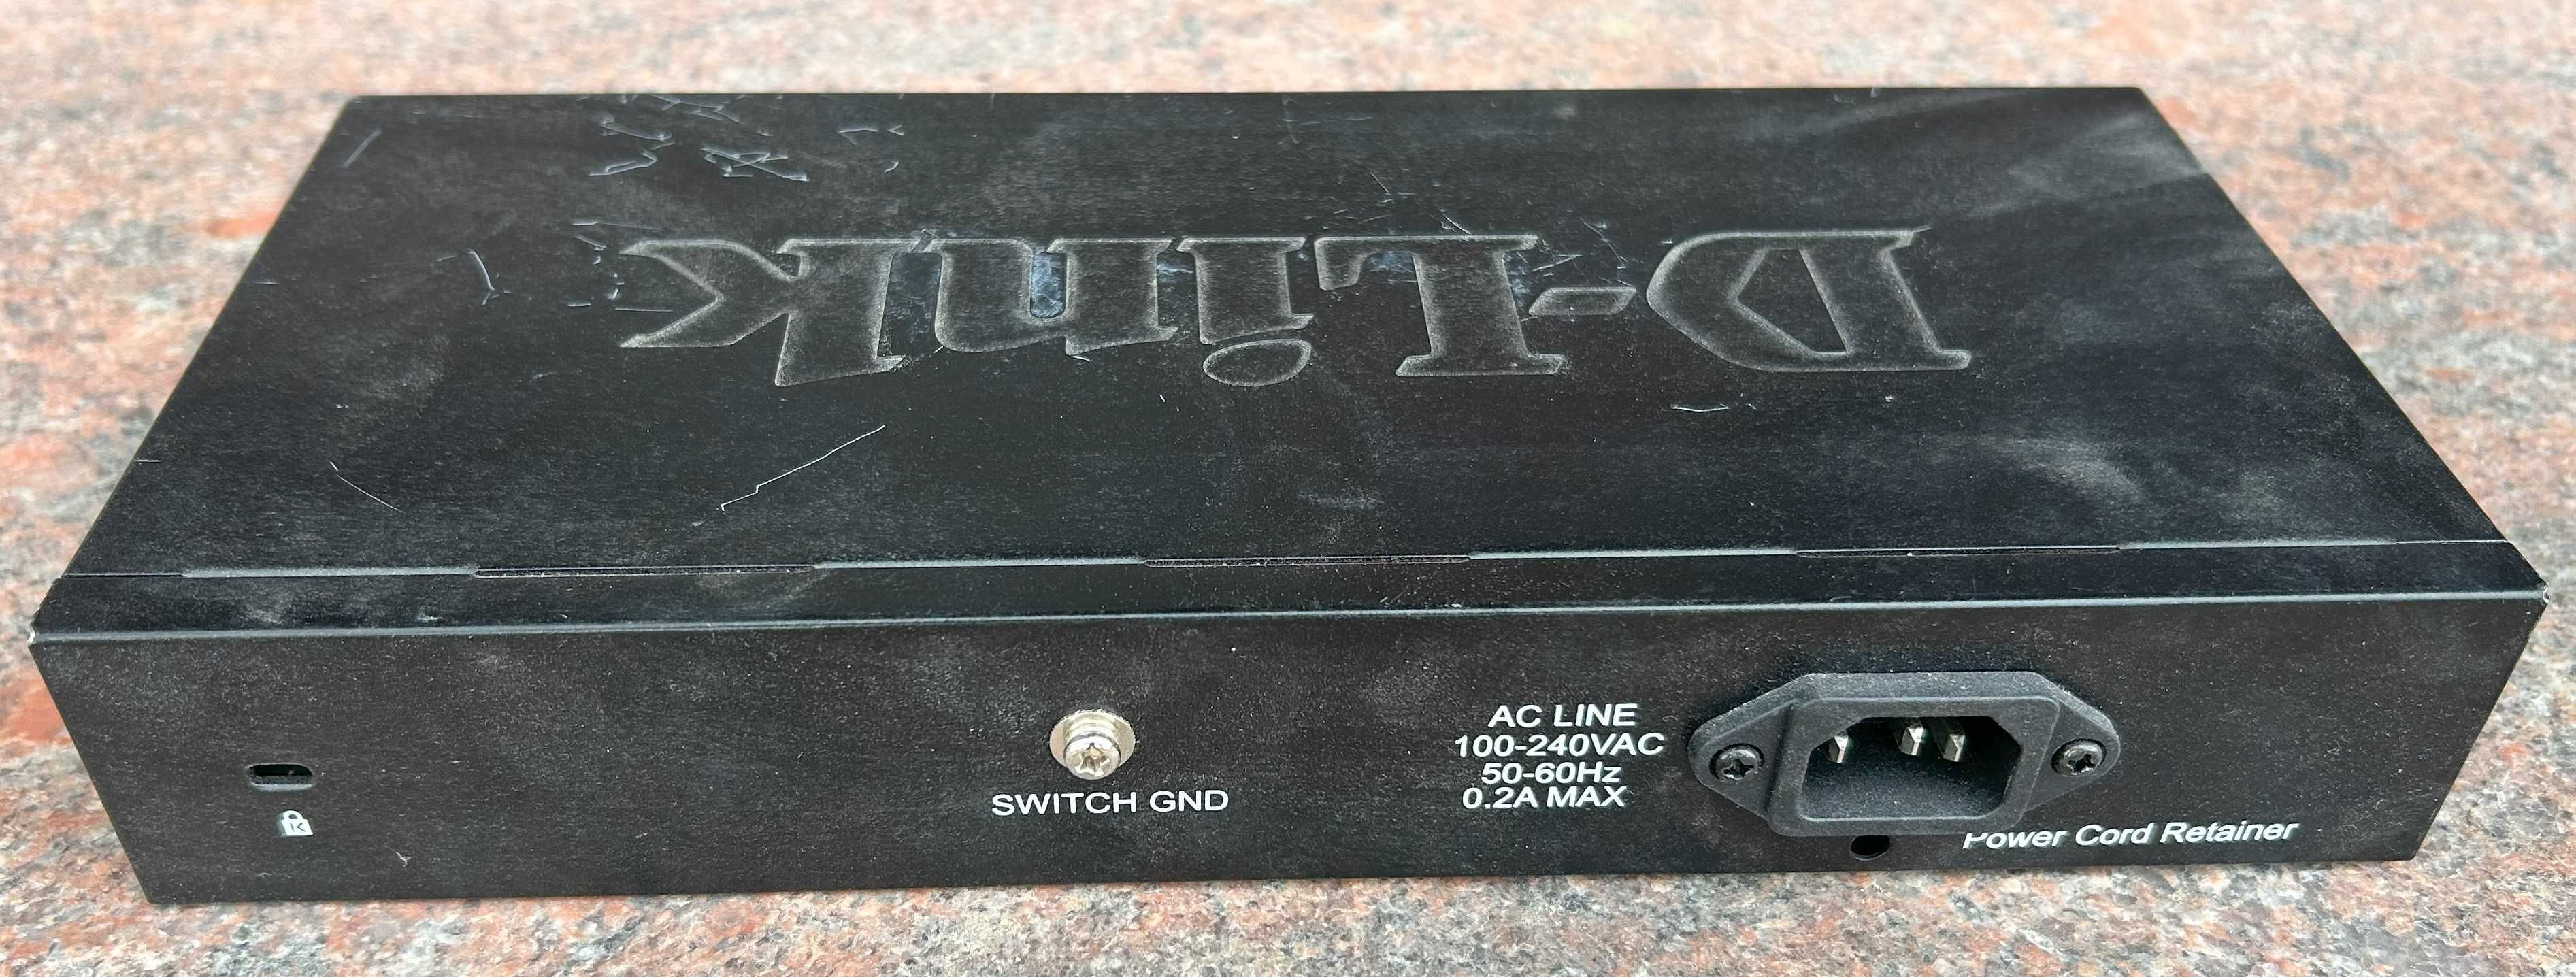 D-Link
SWITCH GND
AC LINE
100-240VAC
50-60Hz
0.2A MAX
Power Cord Retainer